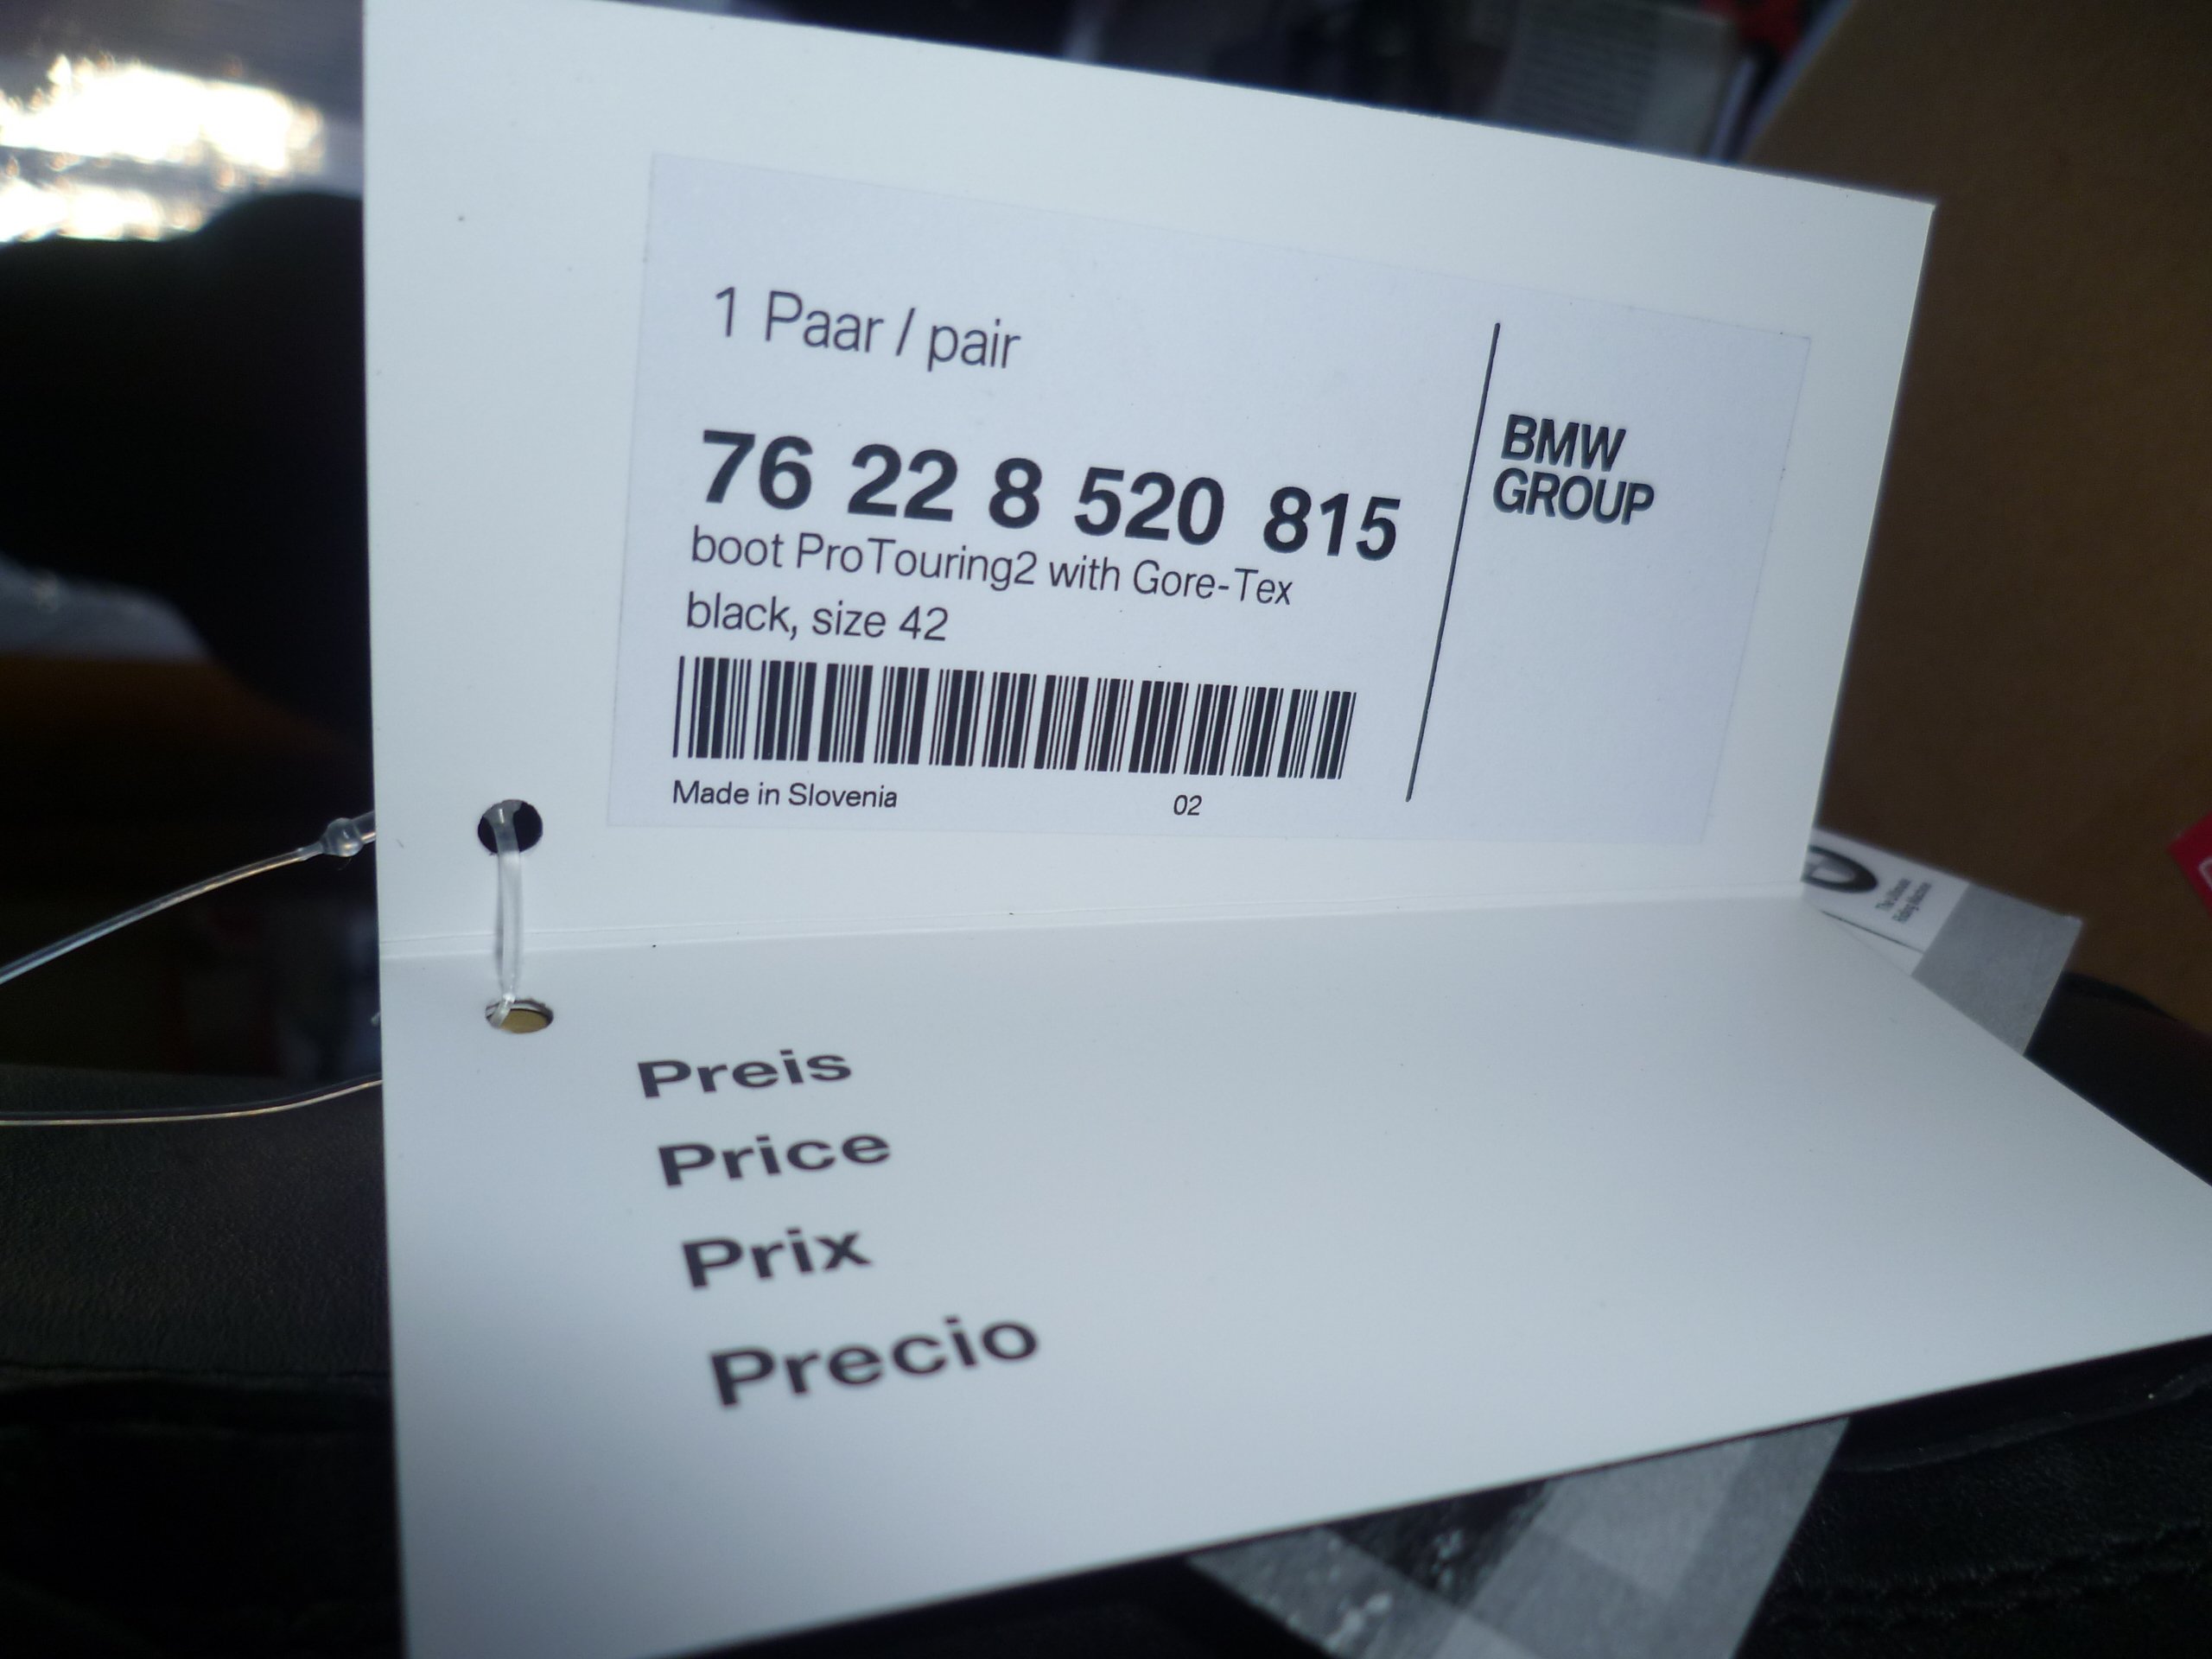 1 Paar / pair
76 22 8 520 815
boot ProTouring2 with Gore-Tex
black, size 42
Made in Slovenia 02
BMW
GROUP
Preis
Price
Prix
Precio